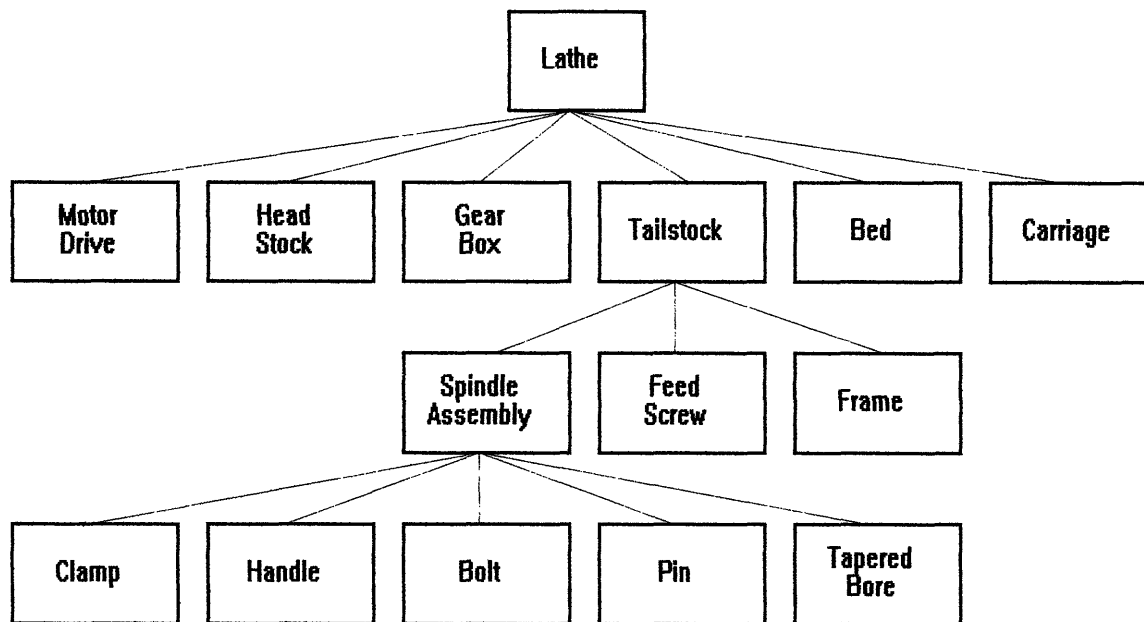 Lathe
Motor
Drive
Head
Stock
Gear
Box
Tailstock
Bed
Carriage
Spindle
Assembly
Feed
Screw
Frame
Clamp
Handle
Bolt
Pin
Tapered
Bore